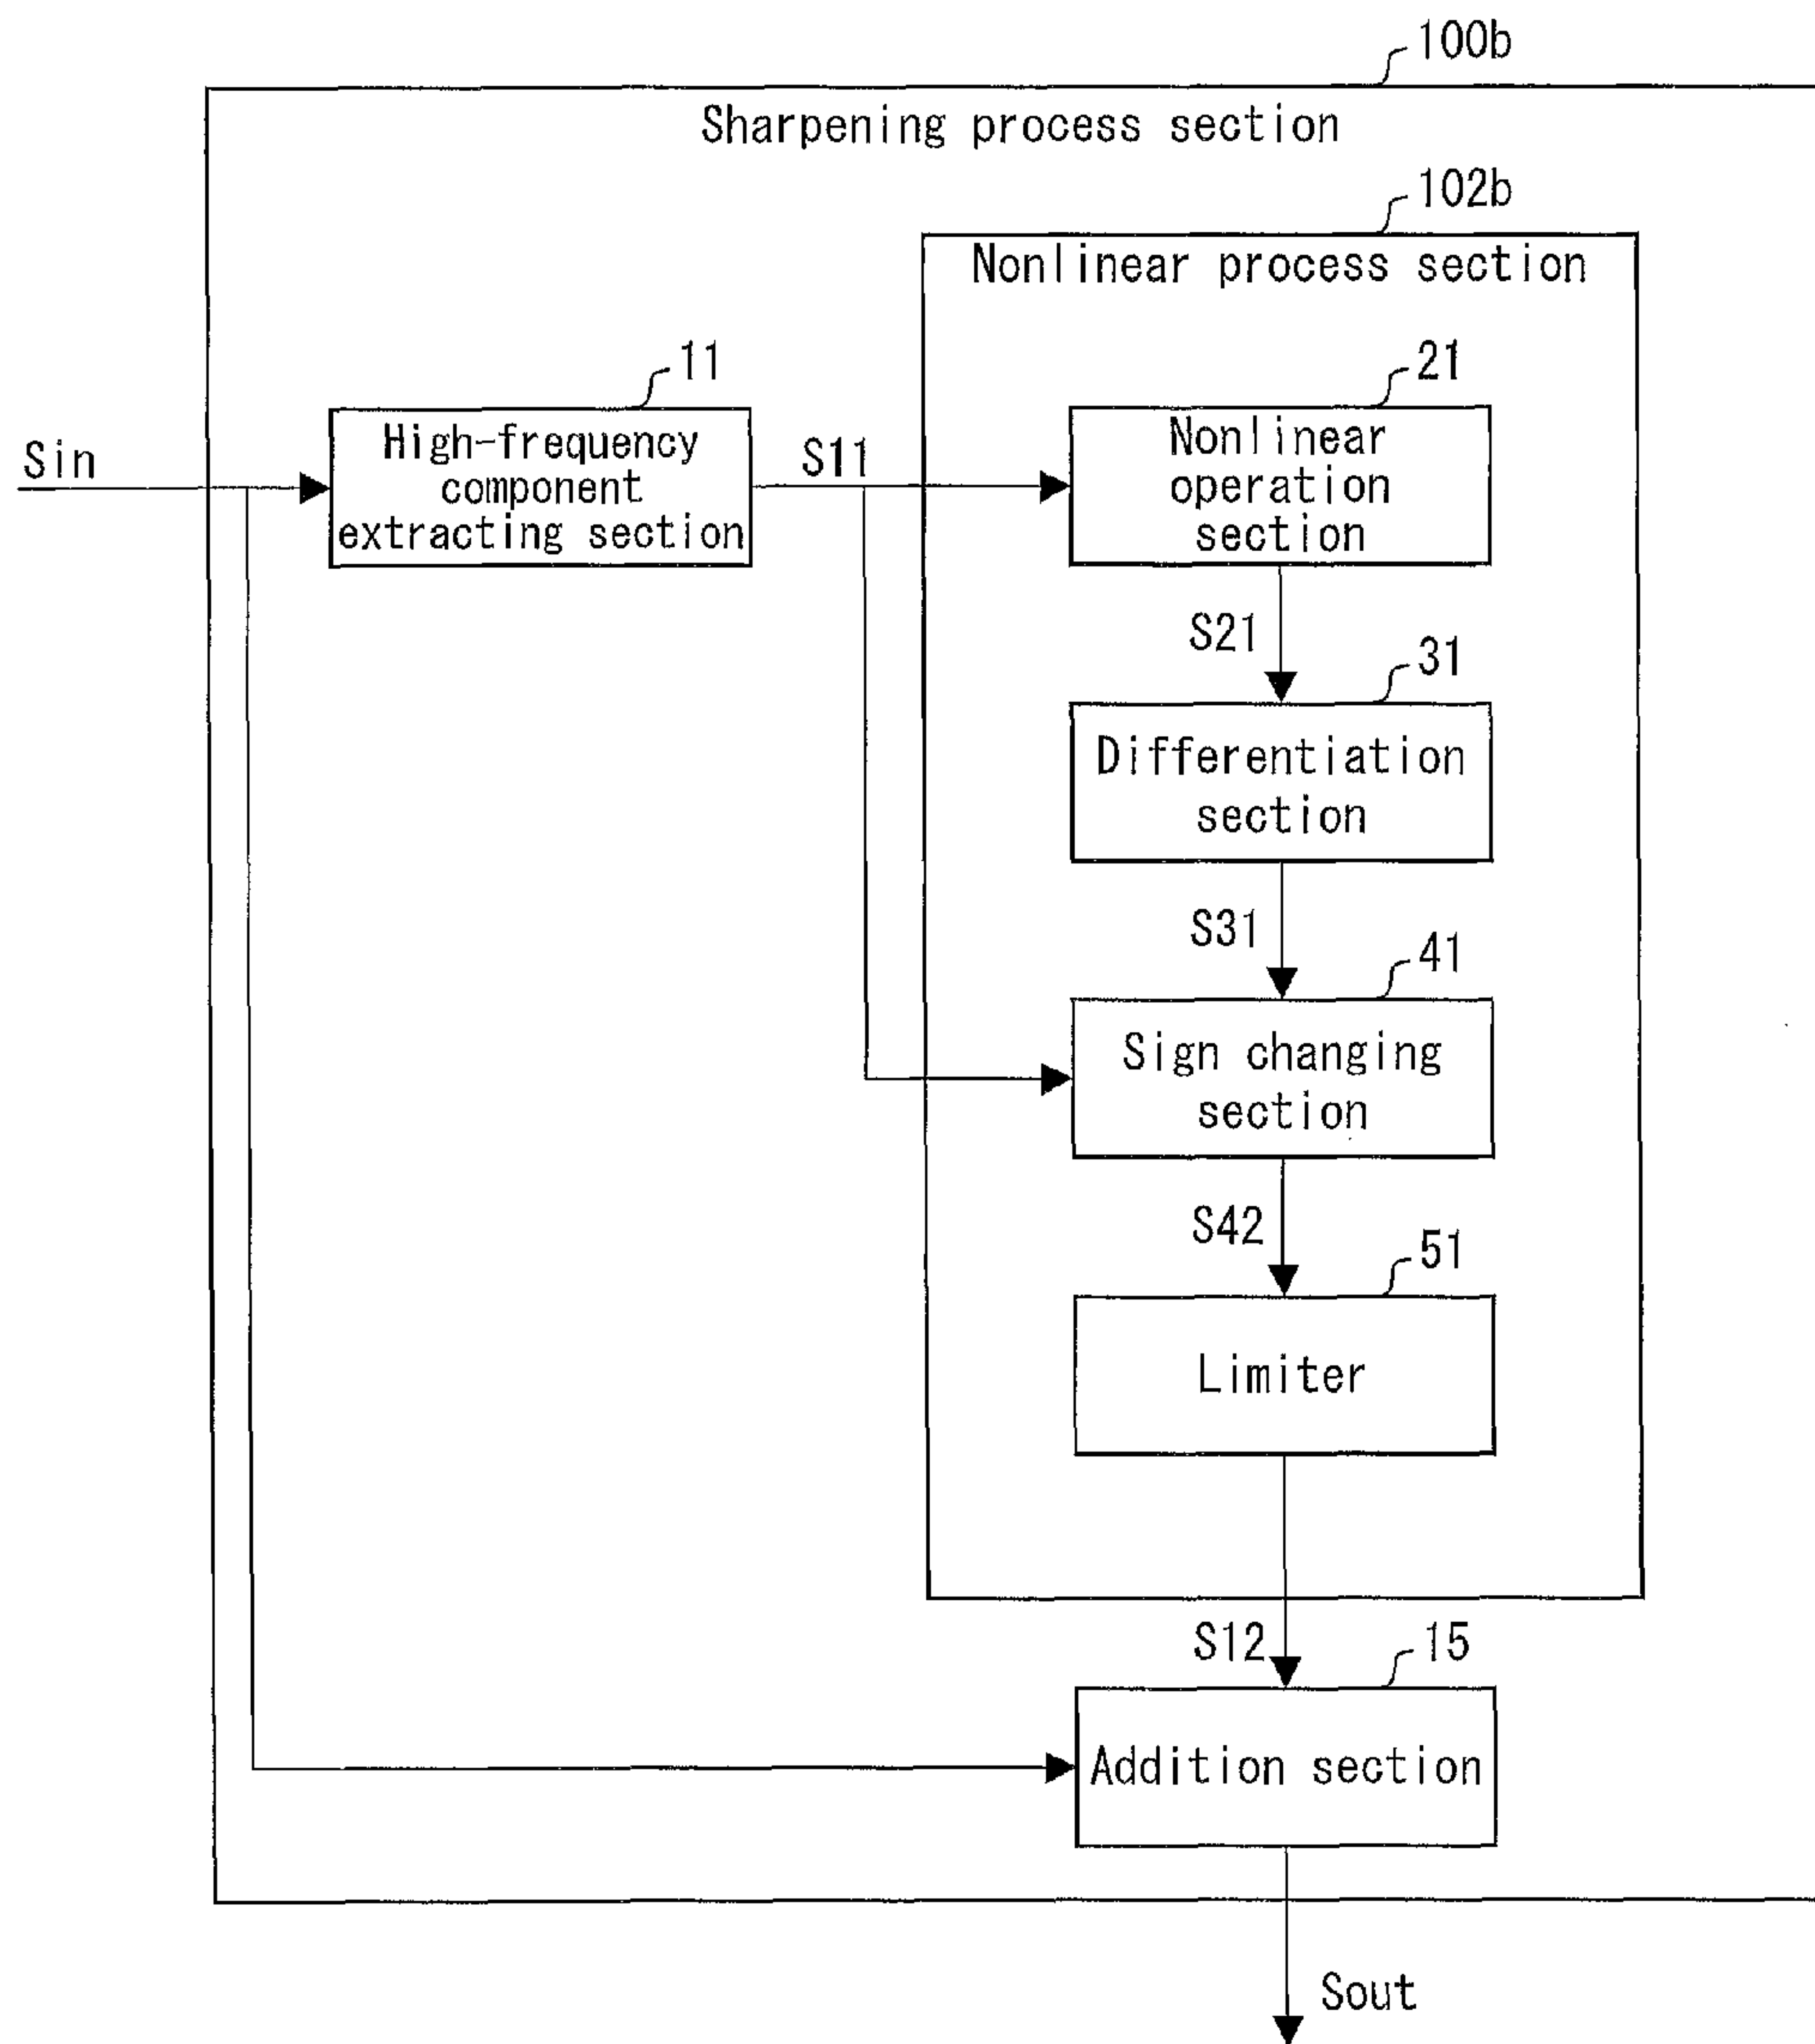 100b
Sharpening process section
102b
Nonlinear process section
11
21
Sin
High-frequency
component
extracting section
S11
Nonlinear
operation
section
S21
31
Differentiation
section
S31
41
Sign changing
section
S42
51
Limiter
S12
15
Addition section
Sout